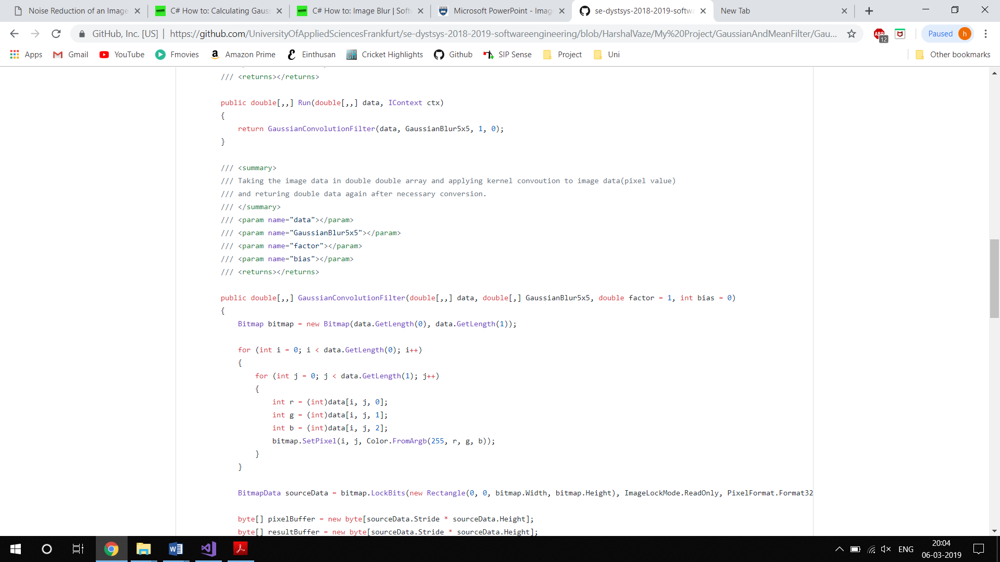 Noise Reduction of an Image
C# How to: Calculating Gaus
C# How to: Image Blur | Soft
Microsoft PowerPoint - Imag
se-dystsys-2018-2019-softwa
New Tab
GitHub, Inc. [US] | https://github.com/UniversityOfAppliedSciencesFrankfurt/se-dystsys-2018-2019-softwareengineering/blob/HarshalVaze/My%20Project/GaussianAndMeanFilter/Gau...
ABP 12 Paused h
Apps Gmail YouTube Fmovies Amazon Prime Einthusan Cricket Highlights Github SIP Sense Project Uni Other bookmarks
/// <returns></returns>
public double[,,] Run(double[,,] data, IContext ctx)
{
return GaussianConvolutionFilter(data, GaussianBlur5x5, 1, 0);
}
/// <summary>
/// Taking the image data in double double array and applying kernel convoution to image data(pixel value)
/// and returing double data again after necessary conversion.
/// </summary>
/// <param name="data"></param>
/// <param name="GaussianBlur5x5"></param>
/// <param name="factor"></param>
/// <param name="bias"></param>
/// <returns></returns>
public double[,,] GaussianConvolutionFilter(double[,,] data, double[,] GaussianBlur5x5, double factor = 1, int bias = 0)
{
Bitmap bitmap = new Bitmap(data.GetLength(0), data.GetLength(1));
for (int i = 0; i < data.GetLength(0); i++)
{
for (int j = 0; j < data.GetLength(1); j++)
{
int r = (int)data[i, j, 0];
int g = (int)data[i, j, 1];
int b = (int)data[i, j, 2];
bitmap.SetPixel(i, j, Color.FromArgb(255, r, g, b));
}
}
BitmapData sourceData = bitmap.LockBits(new Rectangle(0, 0, bitmap.Width, bitmap.Height), ImageLockMode.ReadOnly, PixelFormat.Format32
byte[] pixelBuffer = new byte[sourceData.Stride * sourceData.Height];
byte[] resultBuffer = new byte[sourceData.Stride * sourceData.Height];
ENG
20:04
06-03-2019